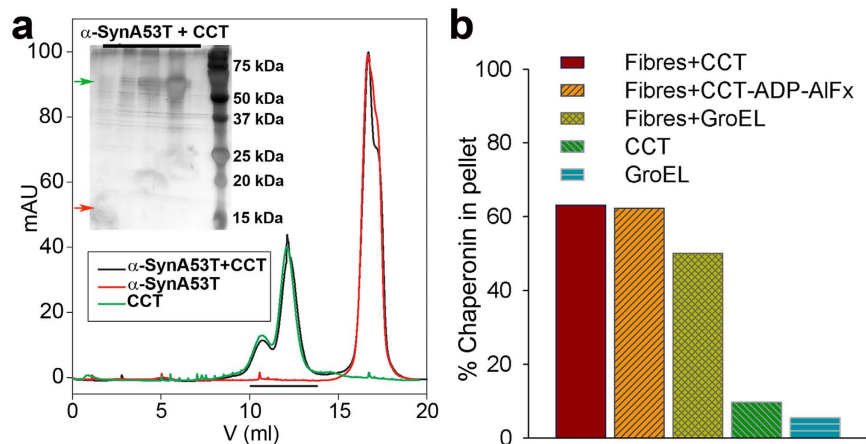 a
α-SynA53T + CCT
75 kDa
50 kDa
37 kDa
25 kDa
20 kDa
15 kDa
100
80
60
40
20
0
mAU
α-SynA53T+CCT
α-SynA53T
CCT
0 5 10 15 20
V (ml)
b
Fibres+CCT
Fibres+CCT-ADP-AlFx
Fibres+GroEL
CCT
GroEL
100
80
60
40
20
0
% Chaperonin in pellet